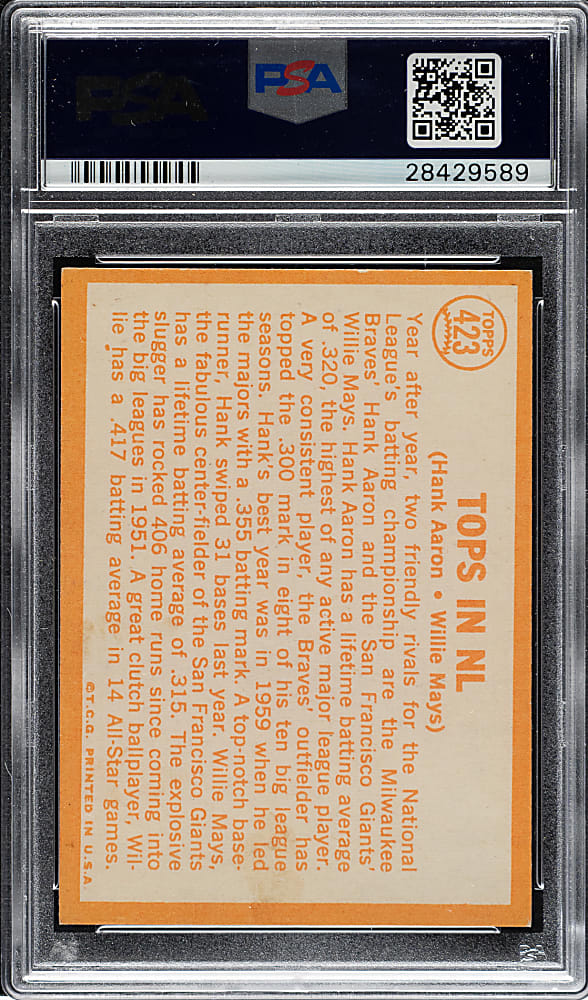 PSA
PSA
28429589
TOPPS
423
TOPS IN NL
(Hank Aaron • Willie Mays)
Year after year, two friendly rivals for the National
League's batting championship are the Milwaukee
Braves' Hank Aaron and the San Francisco Giants'
Willie Mays. Hank Aaron has a lifetime batting average
of .320, the highest of any active major league player.
A very consistent player, the Braves' outfielder has
topped the .300 mark in eight of his ten big league
seasons. Hank's best year was in 1959 when he led
the majors with a .355 batting mark. A top-notch base-
runner, Hank swiped 31 bases last year. Willie Mays,
the fabulous center-fielder of the San Francisco Giants
has a lifetime batting average of .315. The explosive
slugger has rocked 406 home runs since coming into
the big leagues in 1951. A great clutch ballplayer, Wil-
lie has a .417 batting average in 14 All-Star games.
©T.C.G. PRINTED IN U.S.A.